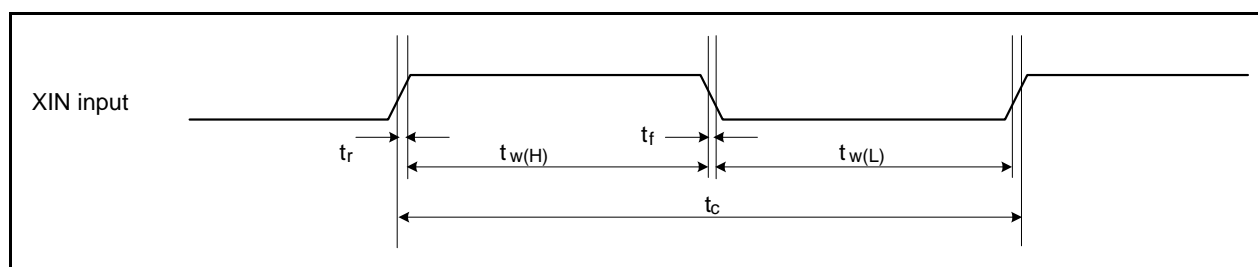 XIN input
tr
tw(H)
tf
tw(L)
tc